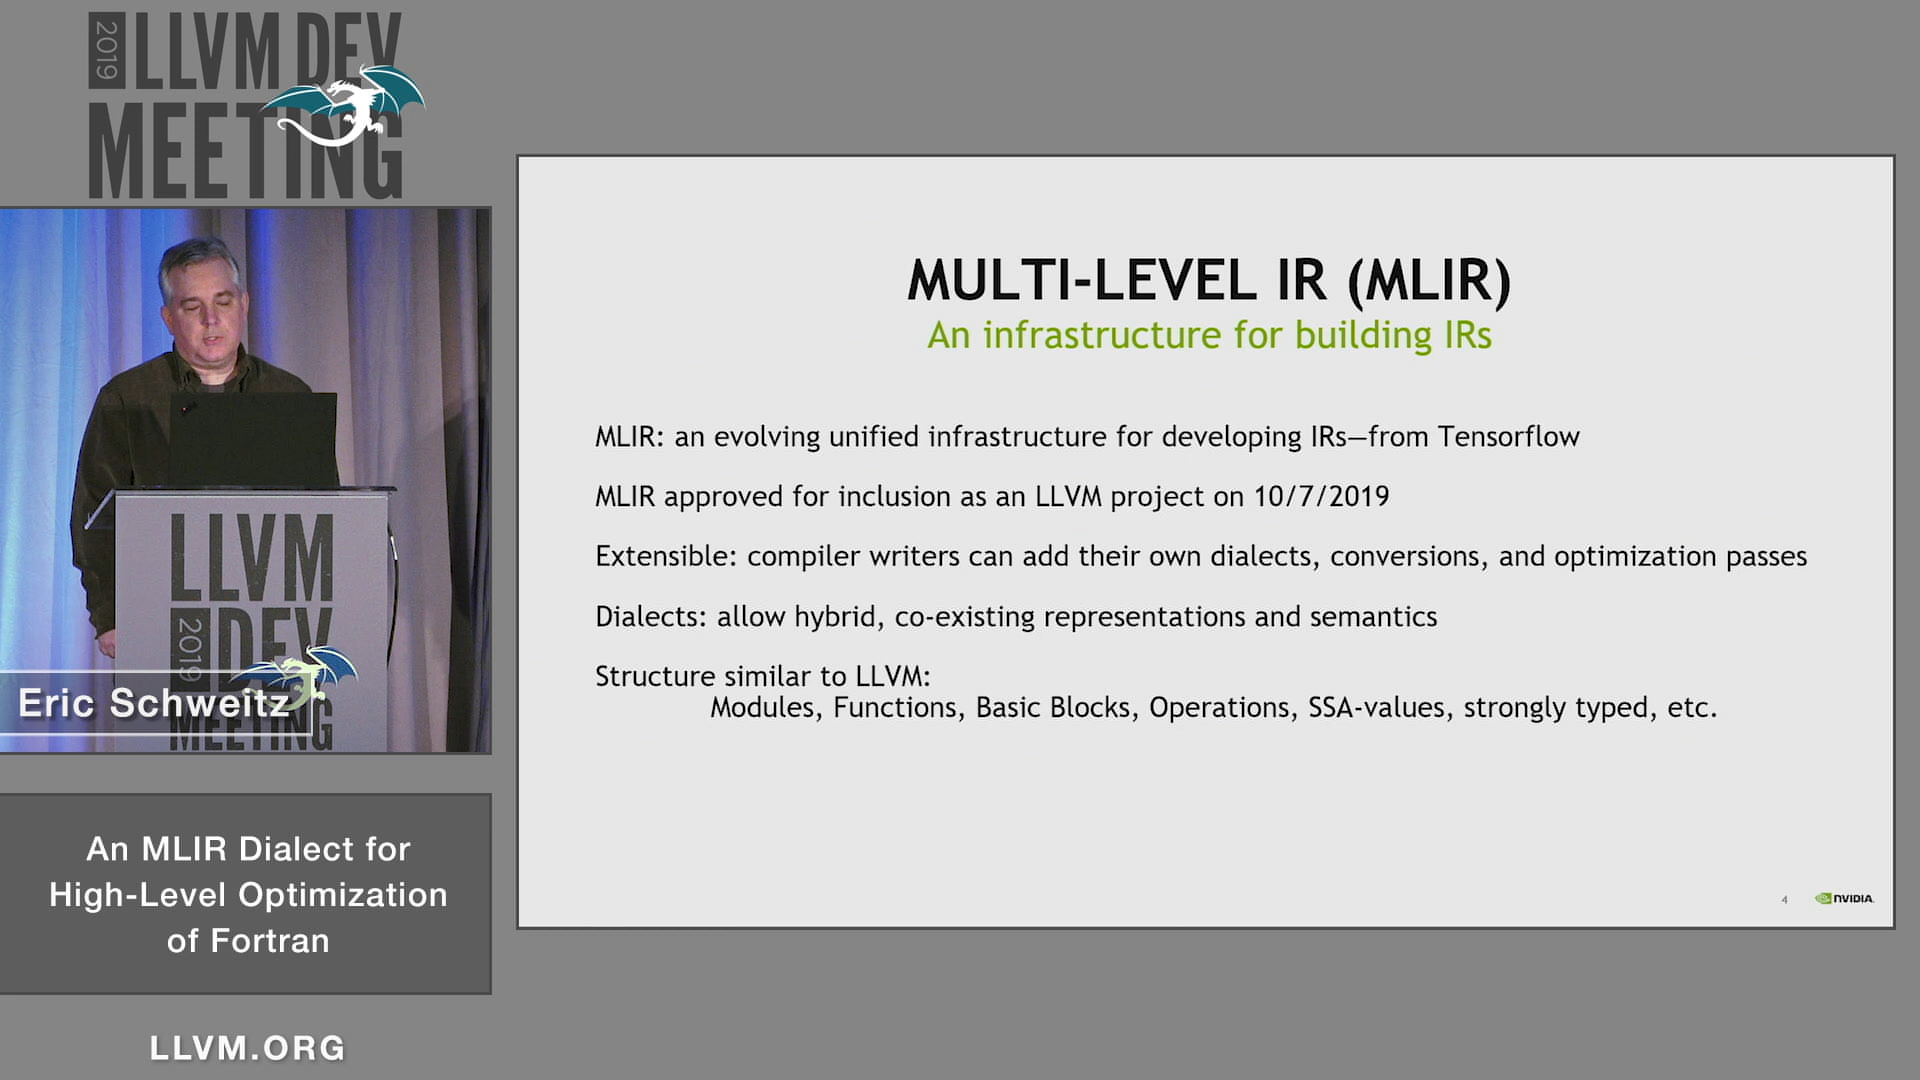 2019 LLVM DEV
MEETING
LLVM
2019 DEV
MEETING
Eric Schweitz
An MLIR Dialect for
High-Level Optimization
of Fortran
LLVM.ORG
MULTI-LEVEL IR (MLIR)
An infrastructure for building IRs
MLIR: an evolving unified infrastructure for developing IRs—from Tensorflow
MLIR approved for inclusion as an LLVM project on 10/7/2019
Extensible: compiler writers can add their own dialects, conversions, and optimization passes
Dialects: allow hybrid, co-existing representations and semantics
Structure similar to LLVM:
Modules, Functions, Basic Blocks, Operations, SSA-values, strongly typed, etc.
4 NVIDIA.